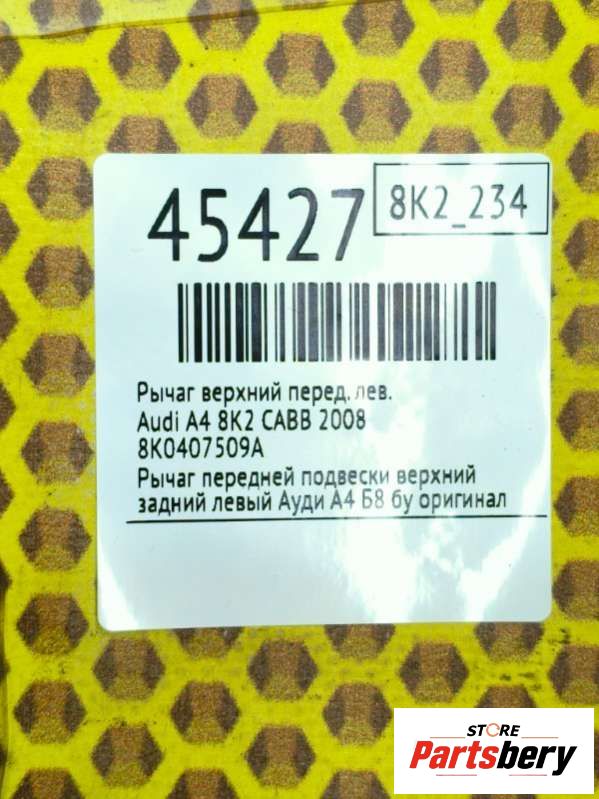 45427
8K2_234
Рычаг верхний перед. лев.
Audi A4 8K2 CABB 2008
8K0407509A
Рычаг передней подвески верхний
задний левый Ауди А4 Б8 бу оригинал
STORE
Partsbery